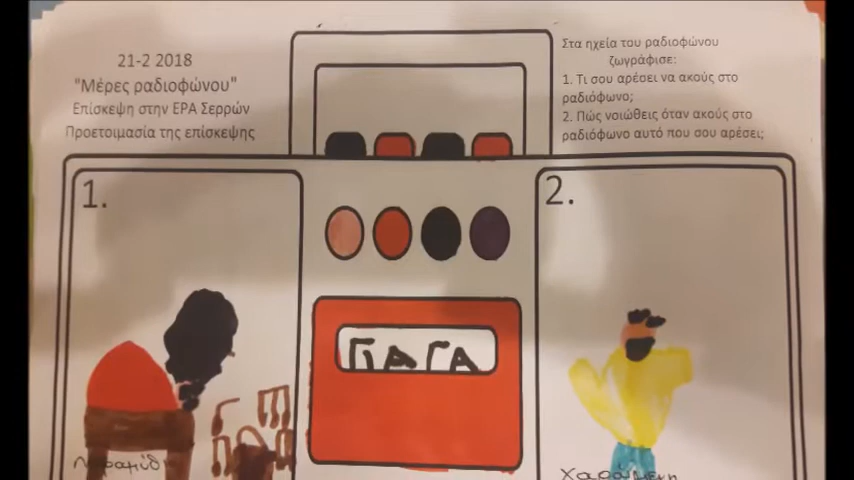 21-2 2018
"Μέρες ραδιοφώνου"
Επίσκεψη στην ΕΡΑ Σερρών
Προετοιμασία της επίσκεψης
Στα ηχεία του ραδιοφώνου
ζωγράφισε:
1. Τι σου αρέσει να ακούς στο
ραδιόφωνο;
2. Πώς νοιώθεις όταν ακούς στο
ραδιόφωνο αυτό που σου αρέσει;
1.
2.
ΓΙΑΓΑ